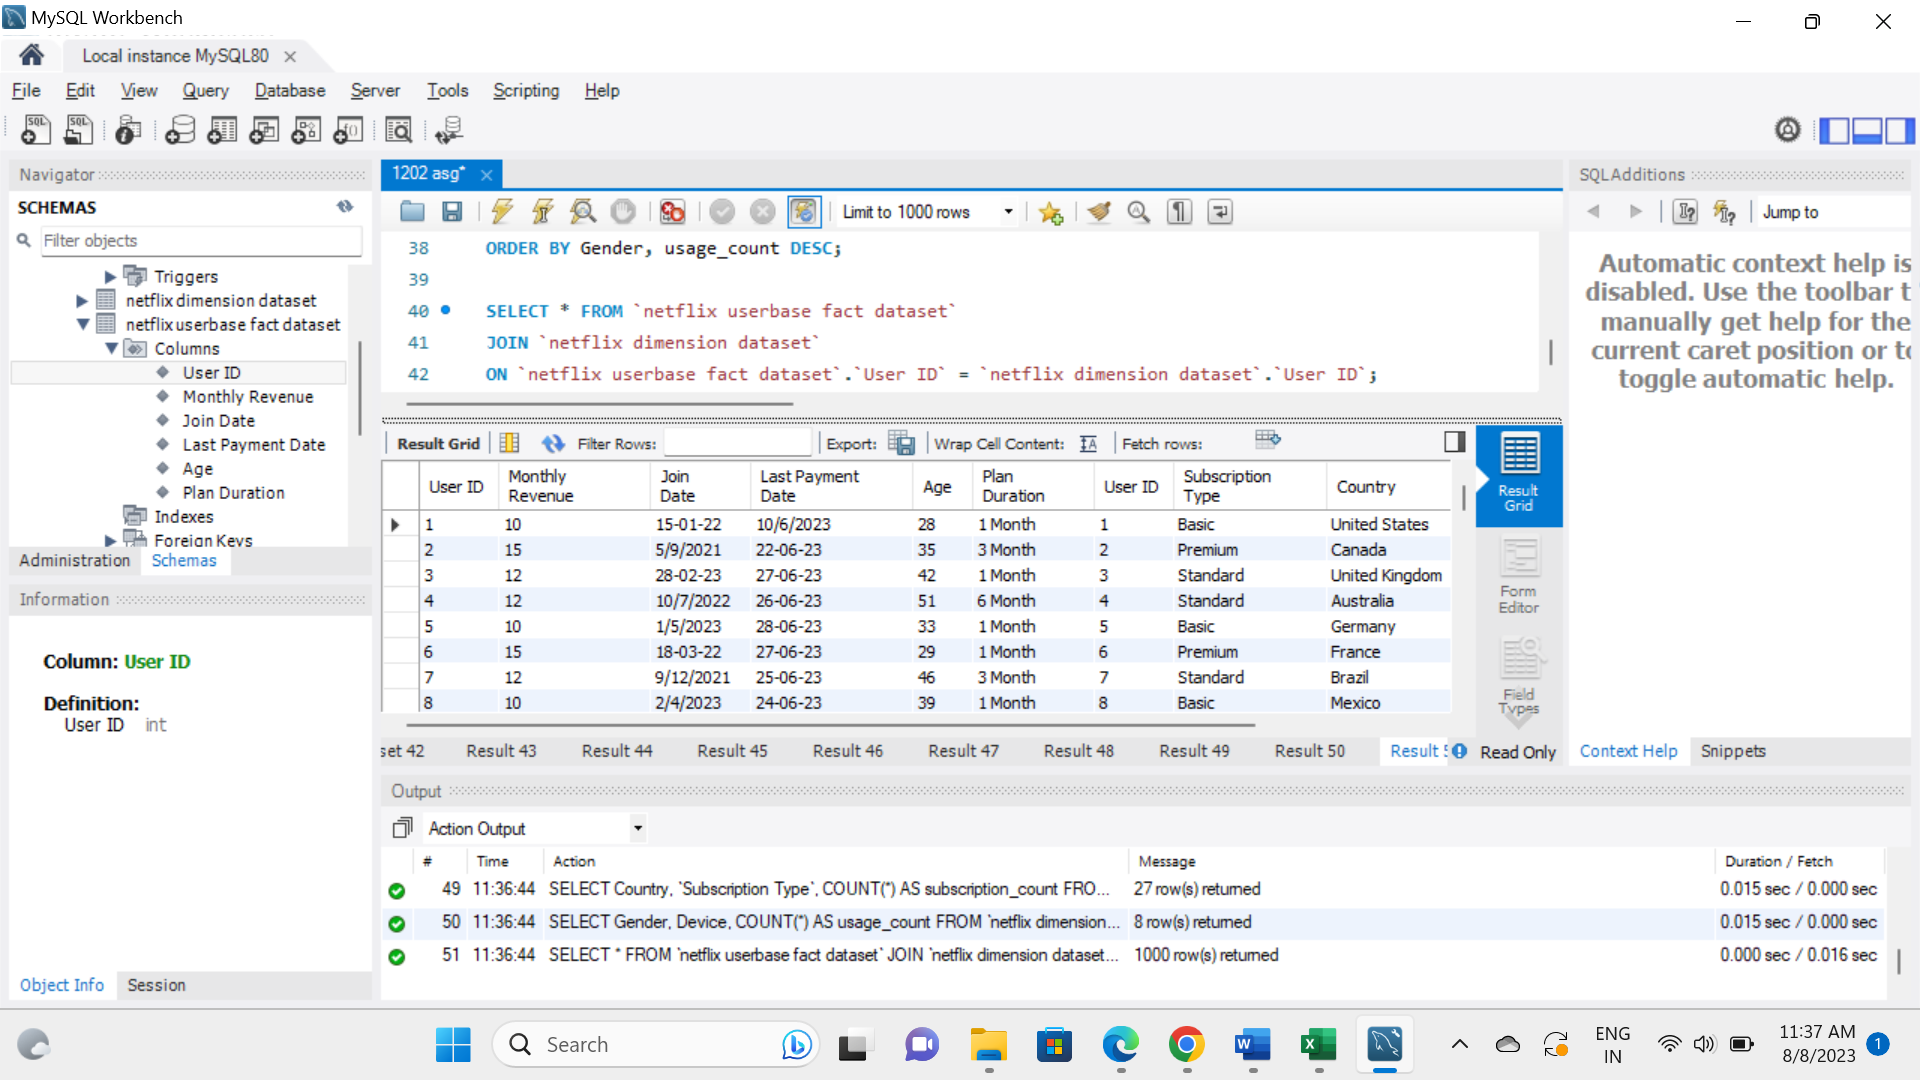 MySQL Workbench
Local instance MySQL80
File Edit View Query Database Server Tools Scripting Help
Navigator
SCHEMAS
Filter objects
Triggers
netflix dimension dataset
netflix userbase fact dataset
Columns
User ID
Monthly Revenue
Join Date
Last Payment Date
Age
Plan Duration
Indexes
Foreign Keys
Administration Schemas
Information
Column: User ID
Definition:
User ID int
Object Info Session
1202 asg*
Limit to 1000 rows
38 ORDER BY Gender, usage_count DESC;
39
40 SELECT * FROM `netflix userbase fact dataset`
41 JOIN `netflix dimension dataset`
42 ON `netflix userbase fact dataset`.`User ID` = `netflix dimension dataset`.`User ID`;
Result Grid Filter Rows: Export: Wrap Cell Content: Fetch rows:
User ID Monthly Revenue Join Date Last Payment Date Age Plan Duration User ID Subscription Type Country
1 10 15-01-22 10/6/2023 28 1 Month 1 Basic United States
2 15 5/9/2021 22-06-23 35 3 Month 2 Premium Canada
3 12 28-02-23 27-06-23 42 1 Month 3 Standard United Kingdom
4 12 10/7/2022 26-06-23 51 6 Month 4 Standard Australia
5 10 1/5/2023 28-06-23 33 1 Month 5 Basic Germany
6 15 18-03-22 27-06-23 29 1 Month 6 Premium France
7 12 9/12/2021 25-06-23 46 3 Month 7 Standard Brazil
8 10 2/4/2023 24-06-23 39 1 Month 8 Basic Mexico
Result Grid
Form Editor
Field Types
set 42 Result 43 Result 44 Result 45 Result 46 Result 47 Result 48 Result 49 Result 50 Result Read Only
SQLAdditions
Jump to
Automatic context help is
disabled. Use the toolbar t
manually get help for the
current caret position or to
toggle automatic help.
Context Help Snippets
Output
Action Output
# Time Action Message Duration / Fetch
49 11:36:44 SELECT Country, `Subscription Type`, COUNT(*) AS subscription_count FRO... 27 row(s) returned 0.015 sec / 0.000 sec
50 11:36:44 SELECT Gender, Device, COUNT(*) AS usage_count FROM `netflix dimension... 8 row(s) returned 0.015 sec / 0.000 sec
51 11:36:44 SELECT * FROM `netflix userbase fact dataset` JOIN `netflix dimension dataset... 1000 row(s) returned 0.000 sec / 0.016 sec
Search
ENG
IN
11:37 AM
8/8/2023
1